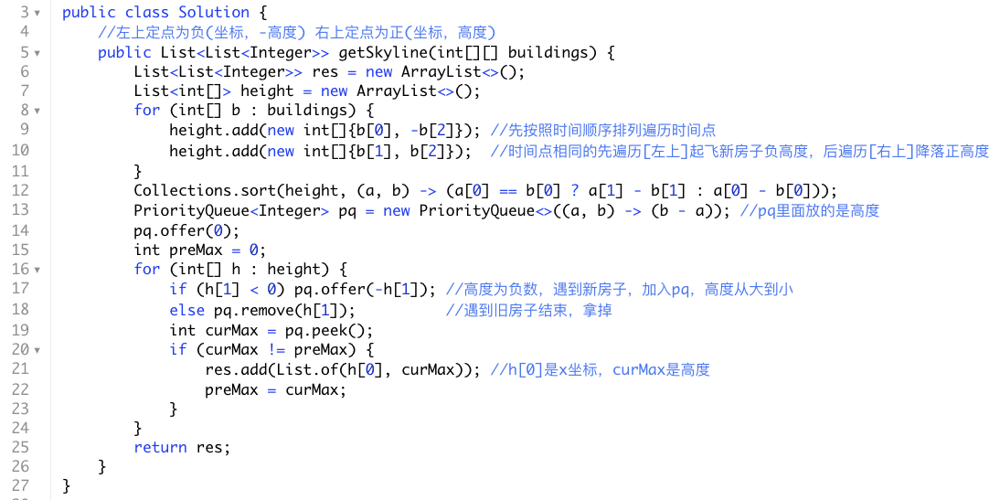 3 public class Solution {
4     //左上定点为负(坐标，-高度) 右上定点为正(坐标，高度)
5     public List<List<Integer>> getSkyline(int[][] buildings) {
6         List<List<Integer>> res = new ArrayList<>();
7         List<int[]> height = new ArrayList<>();
8         for (int[] b : buildings) {
9             height.add(new int[]{b[0], -b[2]}); //先按照时间顺序排列遍历时间点
10             height.add(new int[]{b[1], b[2]});  //时间点相同的先遍历[左上]起飞新房子负高度，后遍历[右上]降落正高度
11         }
12         Collections.sort(height, (a, b) -> (a[0] == b[0] ? a[1] - b[1] : a[0] - b[0]));
13         PriorityQueue<Integer> pq = new PriorityQueue<>((a, b) -> (b - a)); //pq里面放的是高度
14         pq.offer(0);
15         int preMax = 0;
16         for (int[] h : height) {
17             if (h[1] < 0) pq.offer(-h[1]); //高度为负数，遇到新房子，加入pq，高度从大到小
18             else pq.remove(h[1]);          //遇到旧房子结束，拿掉
19             int curMax = pq.peek();
20             if (curMax != preMax) {
21                 res.add(List.of(h[0], curMax)); //h[0]是x坐标，curMax是高度
22                 preMax = curMax;
23             }
24         }
25         return res;
26     }
27 }